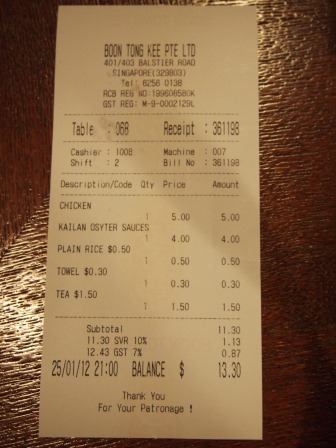 BOON TONG KEE PTE LTD
401/403 BALSTIER ROAD
SINGAPORE(329803)
Tel: 6256 0138
RCB REG NO:199606580K
GST REG: M-9-0002129L
Table : 068 Receipt : 361198
Cashier : 1008 Machine : 007
Shift : 2 Bill No : 361198
Description/Code Qty Price Amount
CHICKEN
1 5.00 5.00
KAILAN OSYTER SAUCES
1 4.00 4.00
PLAIN RICE $0.50
1 0.50 0.50
TOWEL $0.30
1 0.30 0.30
TEA $1.50
1 1.50 1.50
Subtotal 11.30
11.30 SVR 10% 1.13
12.43 GST 7% 0.87
25/01/12 21:00 BALANCE $ 13.30
Thank You
For Your Patronage !